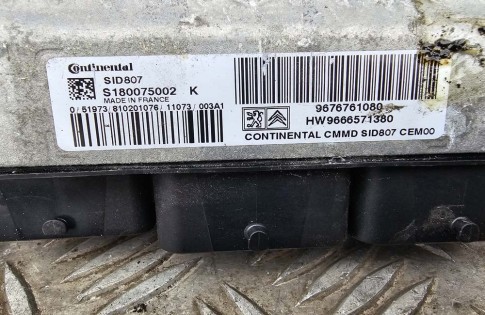 Continental
SID807
S180075002 K
MADE IN FRANCE
0/51973/810201076/11073/003A1
9676761080
HW9666571380
CONTINENTAL CMMD SID807 CEM00